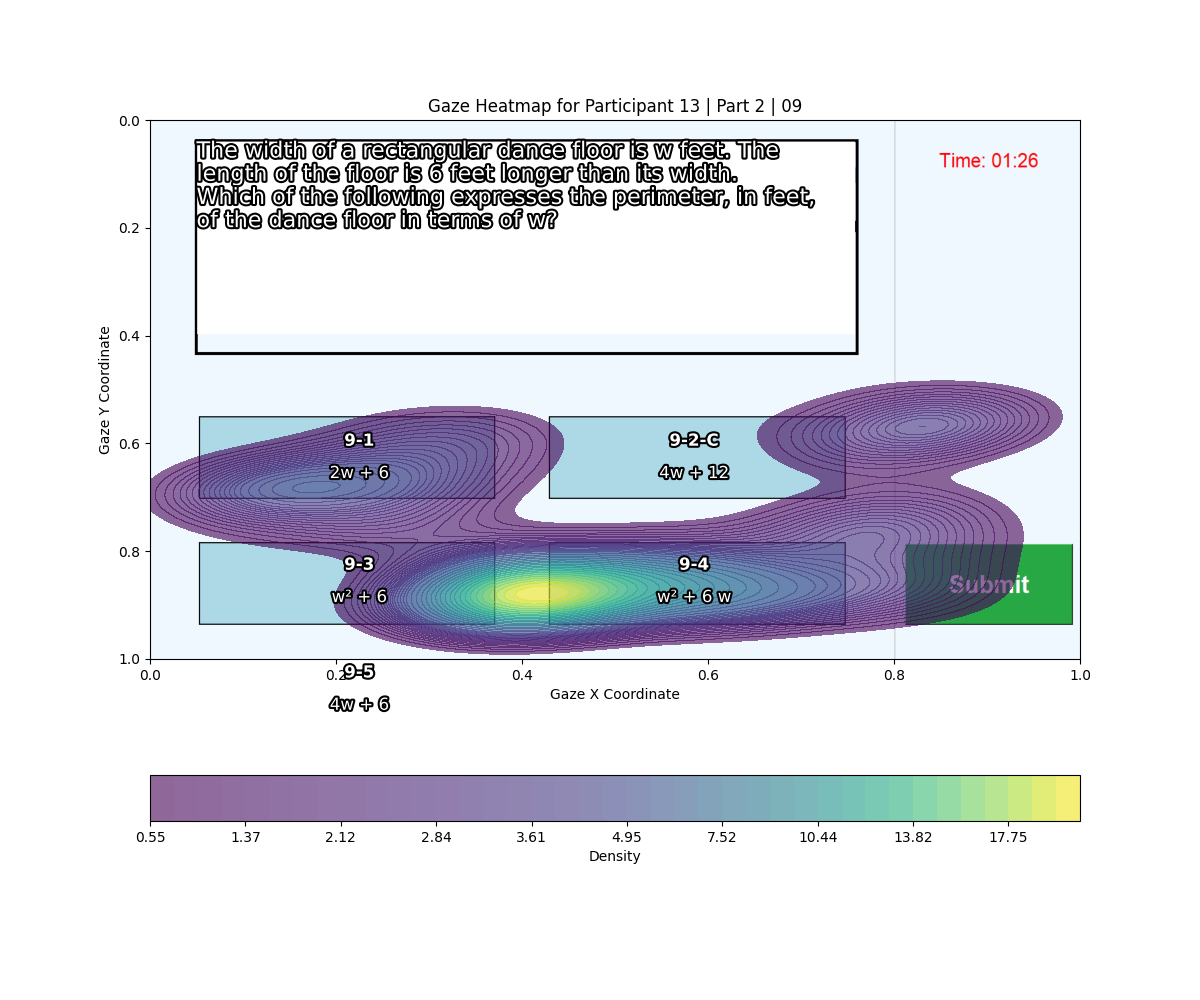 Gaze Heatmap for Participant 13 | Part 2 | 09
The width of a rectangular dance floor is w feet. The
length of the floor is 6 feet longer than its width.
Which of the following expresses the perimeter, in feet,
of the dance floor in terms of w?
Time: 01:26
0.0
0.2
0.4
0.6
0.8
1.0
Gaze Y Coordinate
9-1
2w + 6
9-2-C
4w + 12
9-3
w² + 6
9-4
w² + 6 w
Submit
9-5
4w + 6
0.0 0.2 0.4 0.6 0.8 1.0
Gaze X Coordinate
0.55 1.37 2.12 2.84 3.61 4.95 7.52 10.44 13.82 17.75
Density